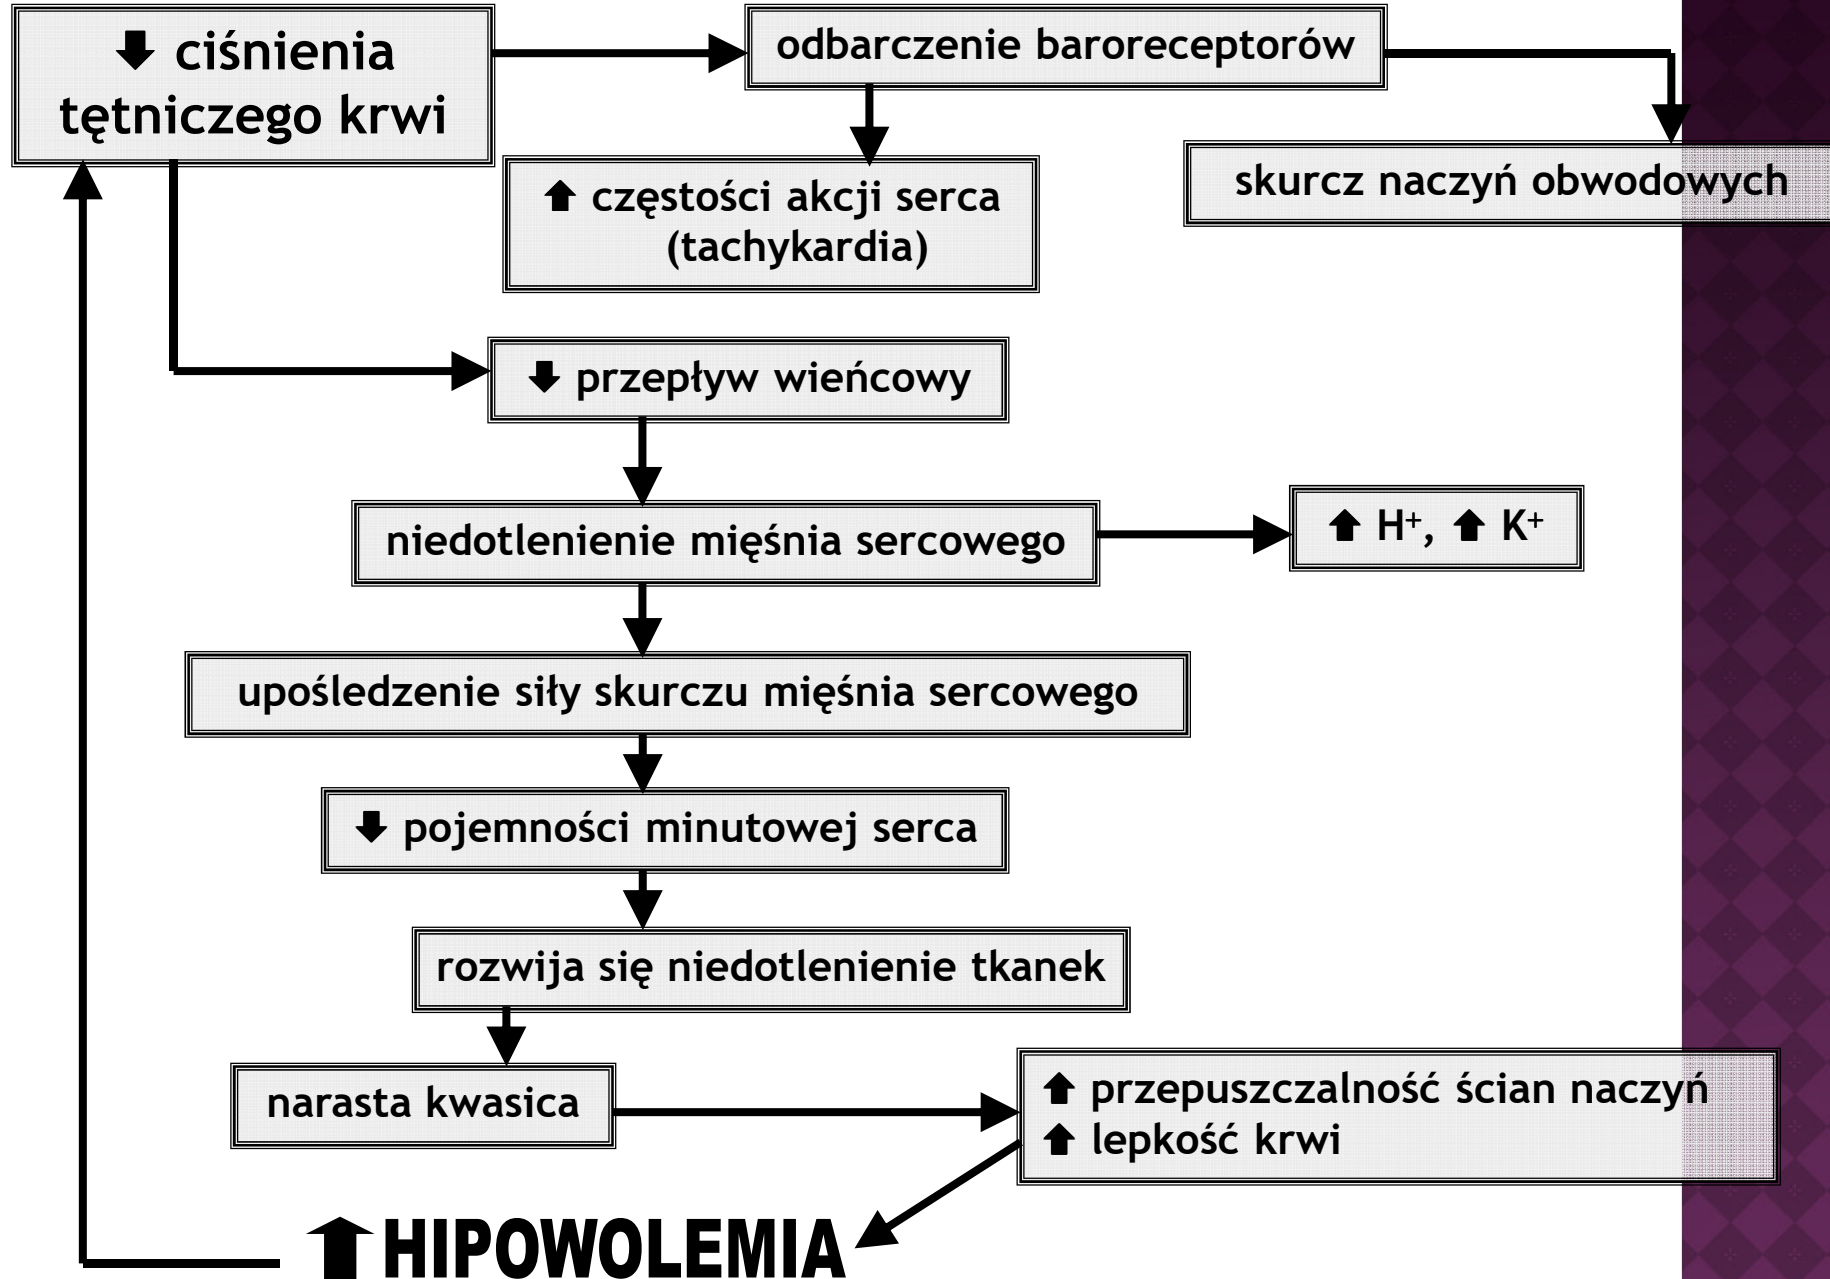 🡇 ciśnienia
tętniczego krwi
odbarczenie baroreceptorów
🡅 częstości akcji serca
(tachykardia)
skurcz naczyń obwodowych
🡇 przepływ wieńcowy
niedotlenienie mięśnia sercowego
🡅 H⁺, 🡅 K⁺
upośledzenie siły skurczu mięśnia sercowego
🡇 pojemności minutowej serca
rozwija się niedotlenienie tkanek
narasta kwasica
🡅 przepuszczalność ścian naczyń
🡅 lepkość krwi
🡅 HIPOWOLEMIA